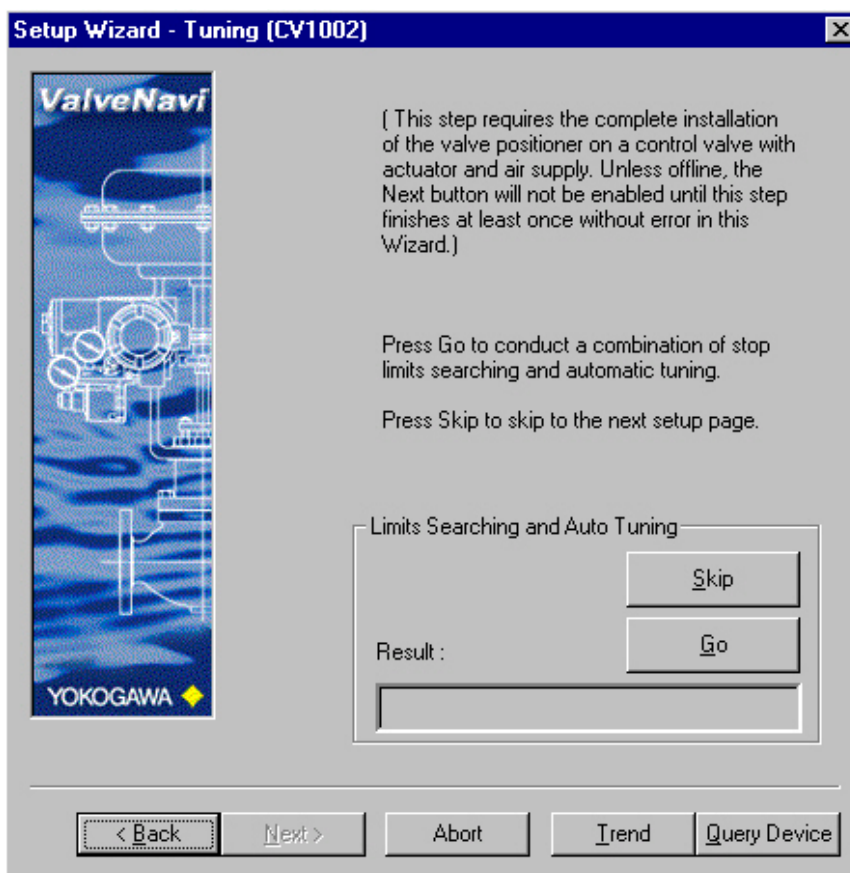 Setup Wizard - Tuning (CV1002)
ValveNavi
( This step requires the complete installation
of the valve positioner on a control valve with
actuator and air supply. Unless offline, the
Next button will not be enabled until this step
finishes at least once without error in this
Wizard.)
Press Go to conduct a combination of stop
limits searching and automatic tuning.
Press Skip to skip to the next setup page.
Limits Searching and Auto Tuning
Skip
Result :
Go
YOKOGAWA
< Back
Next >
Abort
Trend
Query Device